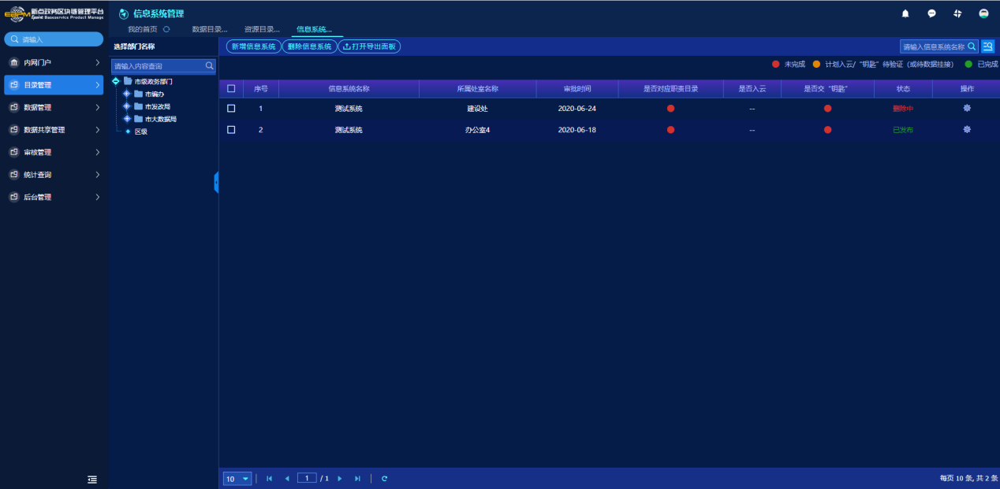 新点政务区块链管理平台
Epoint Baseservice Product Manage
请输入
内网门户
目录管理
数据管理
数据共享管理
审核管理
统计查询
后台管理
信息系统管理
我的首页 数据目录... 资源目录... 信息系统...
选择部门名称
请输入内容查询
市级政务部门
市编办
市发改局
市大数据局
区级
新增信息系统 删除信息系统 打开导出面板
请输入信息系统名称
未完成 计划入云/“钥匙”待验证（或待数据挂接） 已完成
序号 信息系统名称 所属处室名称 审批时间 是否对应职责目录 是否入云 是否交“钥匙” 状态 操作
1 测试系统 建设处 2020-06-24 -- 删除中
2 测试系统 办公室4 2020-06-18 -- 已发布
10 1 / 1
每页 10 条, 共 2 条